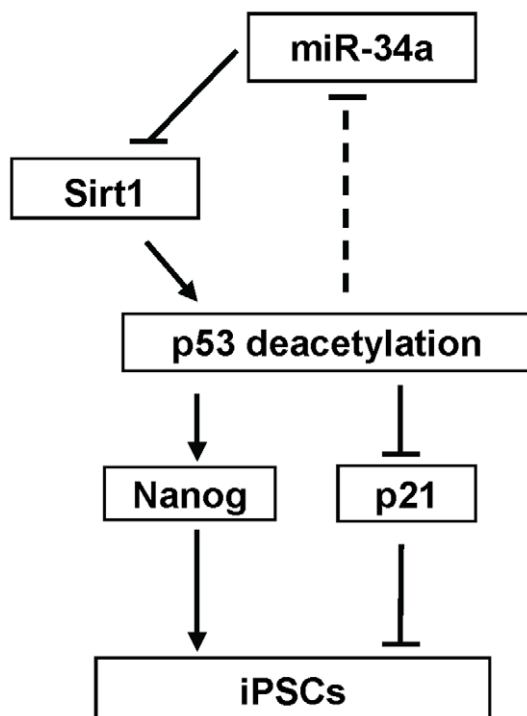 miR-34a
Sirt1
p53 deacetylation
Nanog
p21
iPSCs